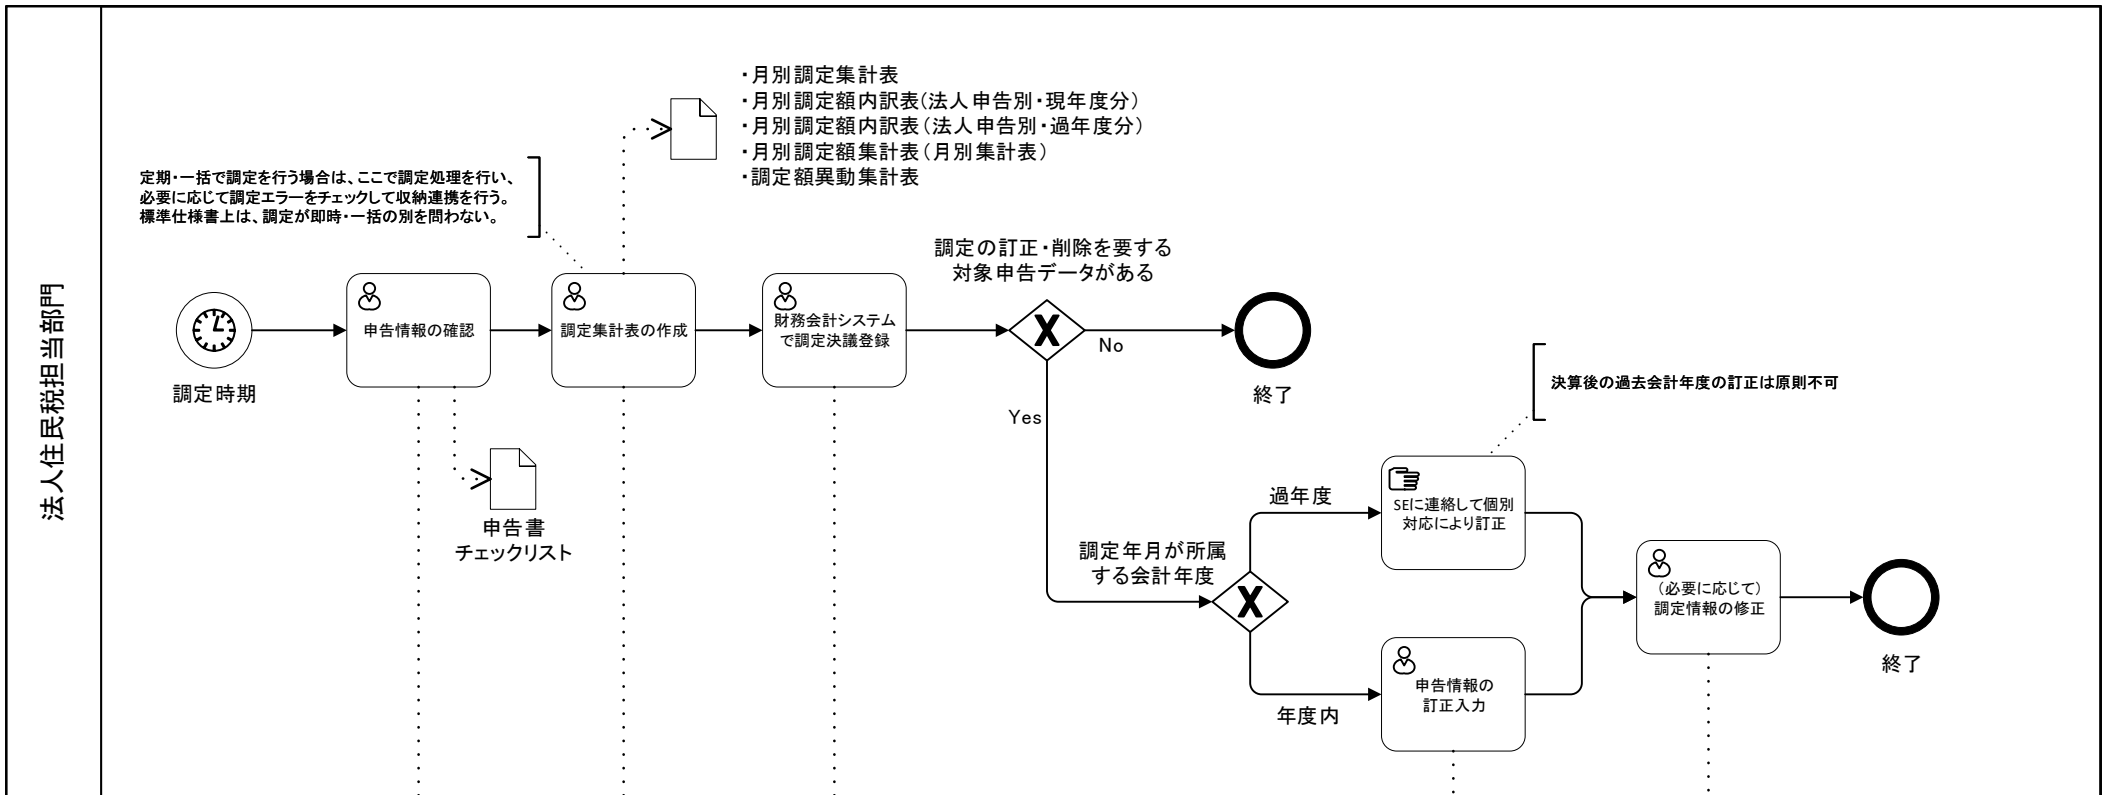 法人住民税担当部門
・月別調定集計表
・月別調定額内訳表(法人申告別・現年度分)
・月別調定額内訳表(法人申告別・過年度分)
・月別調定額集計表(月別集計表)
・調定額異動集計表
定期・一括で調定を行う場合は、ここで調定処理を行い、
必要に応じて調定エラーをチェックして収納連携を行う。
標準仕様書上は、調定が即時・一括の別を問わない。
調定時期
申告情報の確認
調定集計表の作成
財務会計システム
で調定決議登録
調定の訂正・削除を要する
対象申告データがある
No
終了
Yes
申告書
チェックリスト
調定年月が所属
する会計年度
過年度
年度内
決算後の過去会計年度の訂正は原則不可
SEに連絡して個別
対応により訂正
申告情報の
訂正入力
(必要に応じて)
調定情報の修正
終了